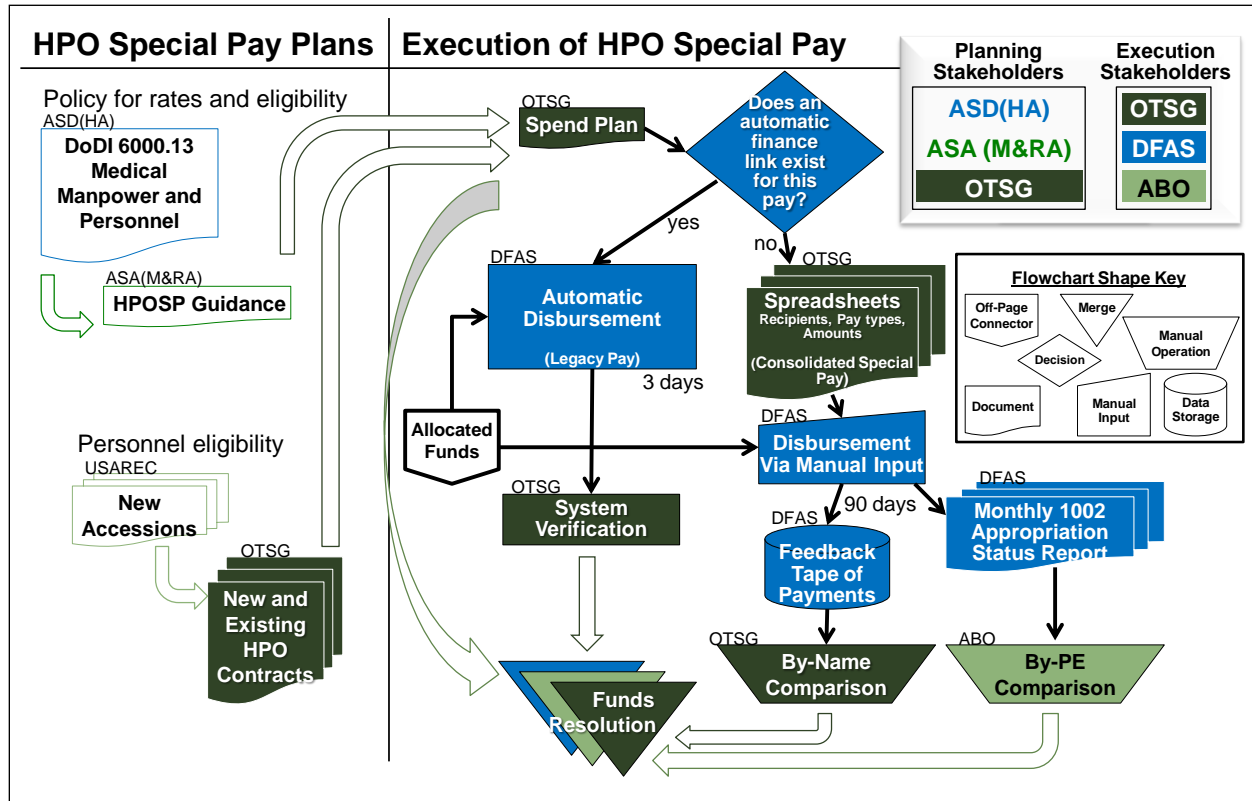 HPO Special Pay Plans
Execution of HPO Special Pay
Planning
Stakeholders
ASD(HA)
ASA (M&RA)
OTSG
Execution
Stakeholders
OTSG
DFAS
ABO
Policy for rates and eligibility
ASD(HA)
DoDI 6000.13
Medical
Manpower and
Personnel
ASA(M&RA)
HPOSP Guidance
Personnel eligibility
USAREC
New
Accessions
OTSG
New and
Existing
HPO
Contracts
OTSG
Spend Plan
Does an
automatic
finance
link exist
for this
pay?
yes
no
DFAS
Automatic
Disbursement
(Legacy Pay)
3 days
OTSG
Spreadsheets
Recipients, Pay types,
Amounts
(Consolidated Special
Pay)
Allocated
Funds
DFAS
Disbursement
Via Manual Input
OTSG
System
Verification
90 days
DFAS
Feedback
Tape of
Payments
DFAS
Monthly 1002
Appropriation
Status Report
OTSG
By-Name
Comparison
ABO
By-PE
Comparison
Funds
Resolution
Flowchart Shape Key
Off-Page
Connector
Merge
Manual
Operation
Decision
Document
Manual
Input
Data
Storage